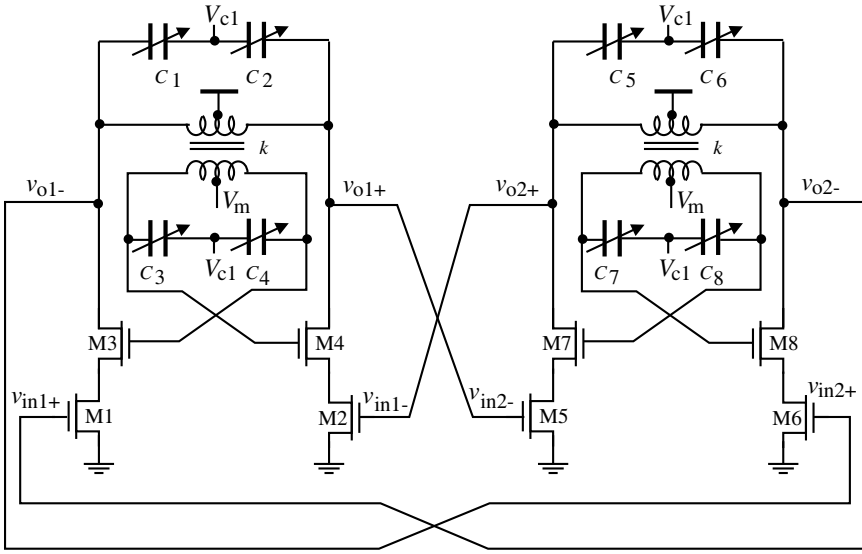 Vc1 Vc1
C1 C2 C5 C6
k k
vo1- Vm vo1+ vo2+ Vm vo2-
C3 Vc1 C4 C7 Vc1 C8
M3 M4 M7 M8
vin1+ M1 M2 vin1- vin2- M5 M6 vin2+